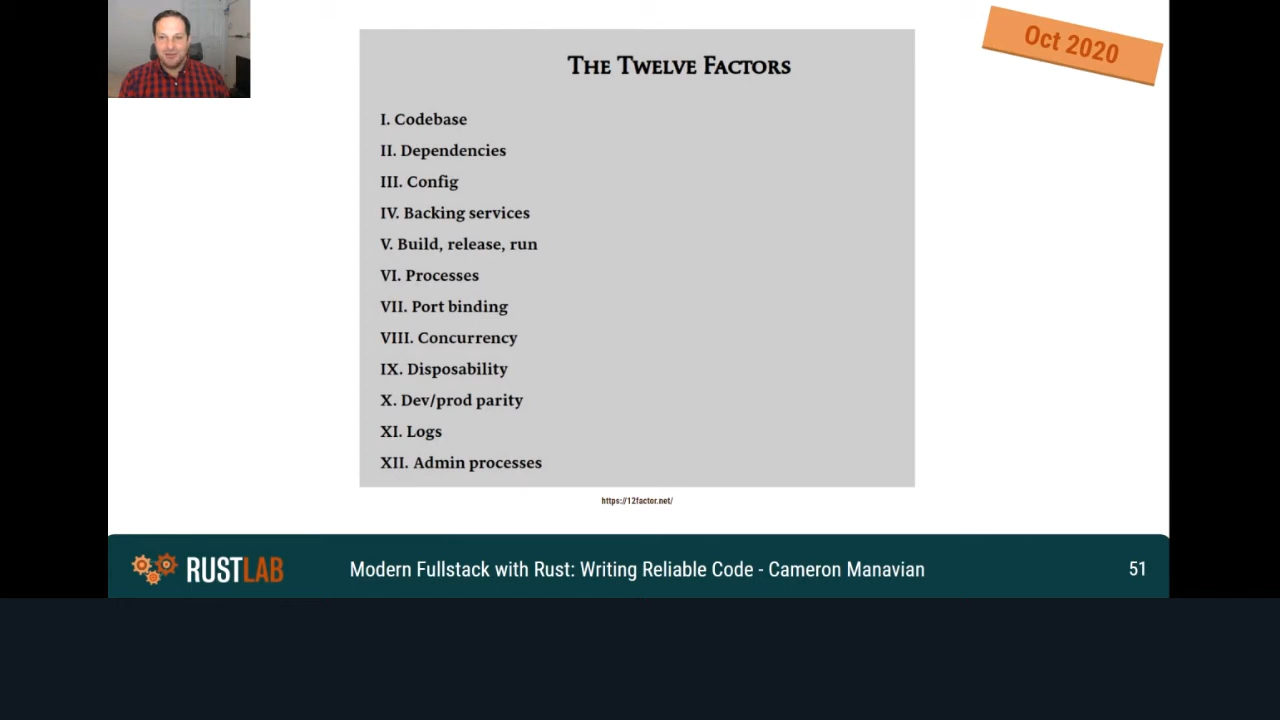 Oct 2020
THE TWELVE FACTORS
I. Codebase
II. Dependencies
III. Config
IV. Backing services
V. Build, release, run
VI. Processes
VII. Port binding
VIII. Concurrency
IX. Disposability
X. Dev/prod parity
XI. Logs
XII. Admin processes
https://12factor.net/
RUSTLAB
Modern Fullstack with Rust: Writing Reliable Code - Cameron Manavian
51